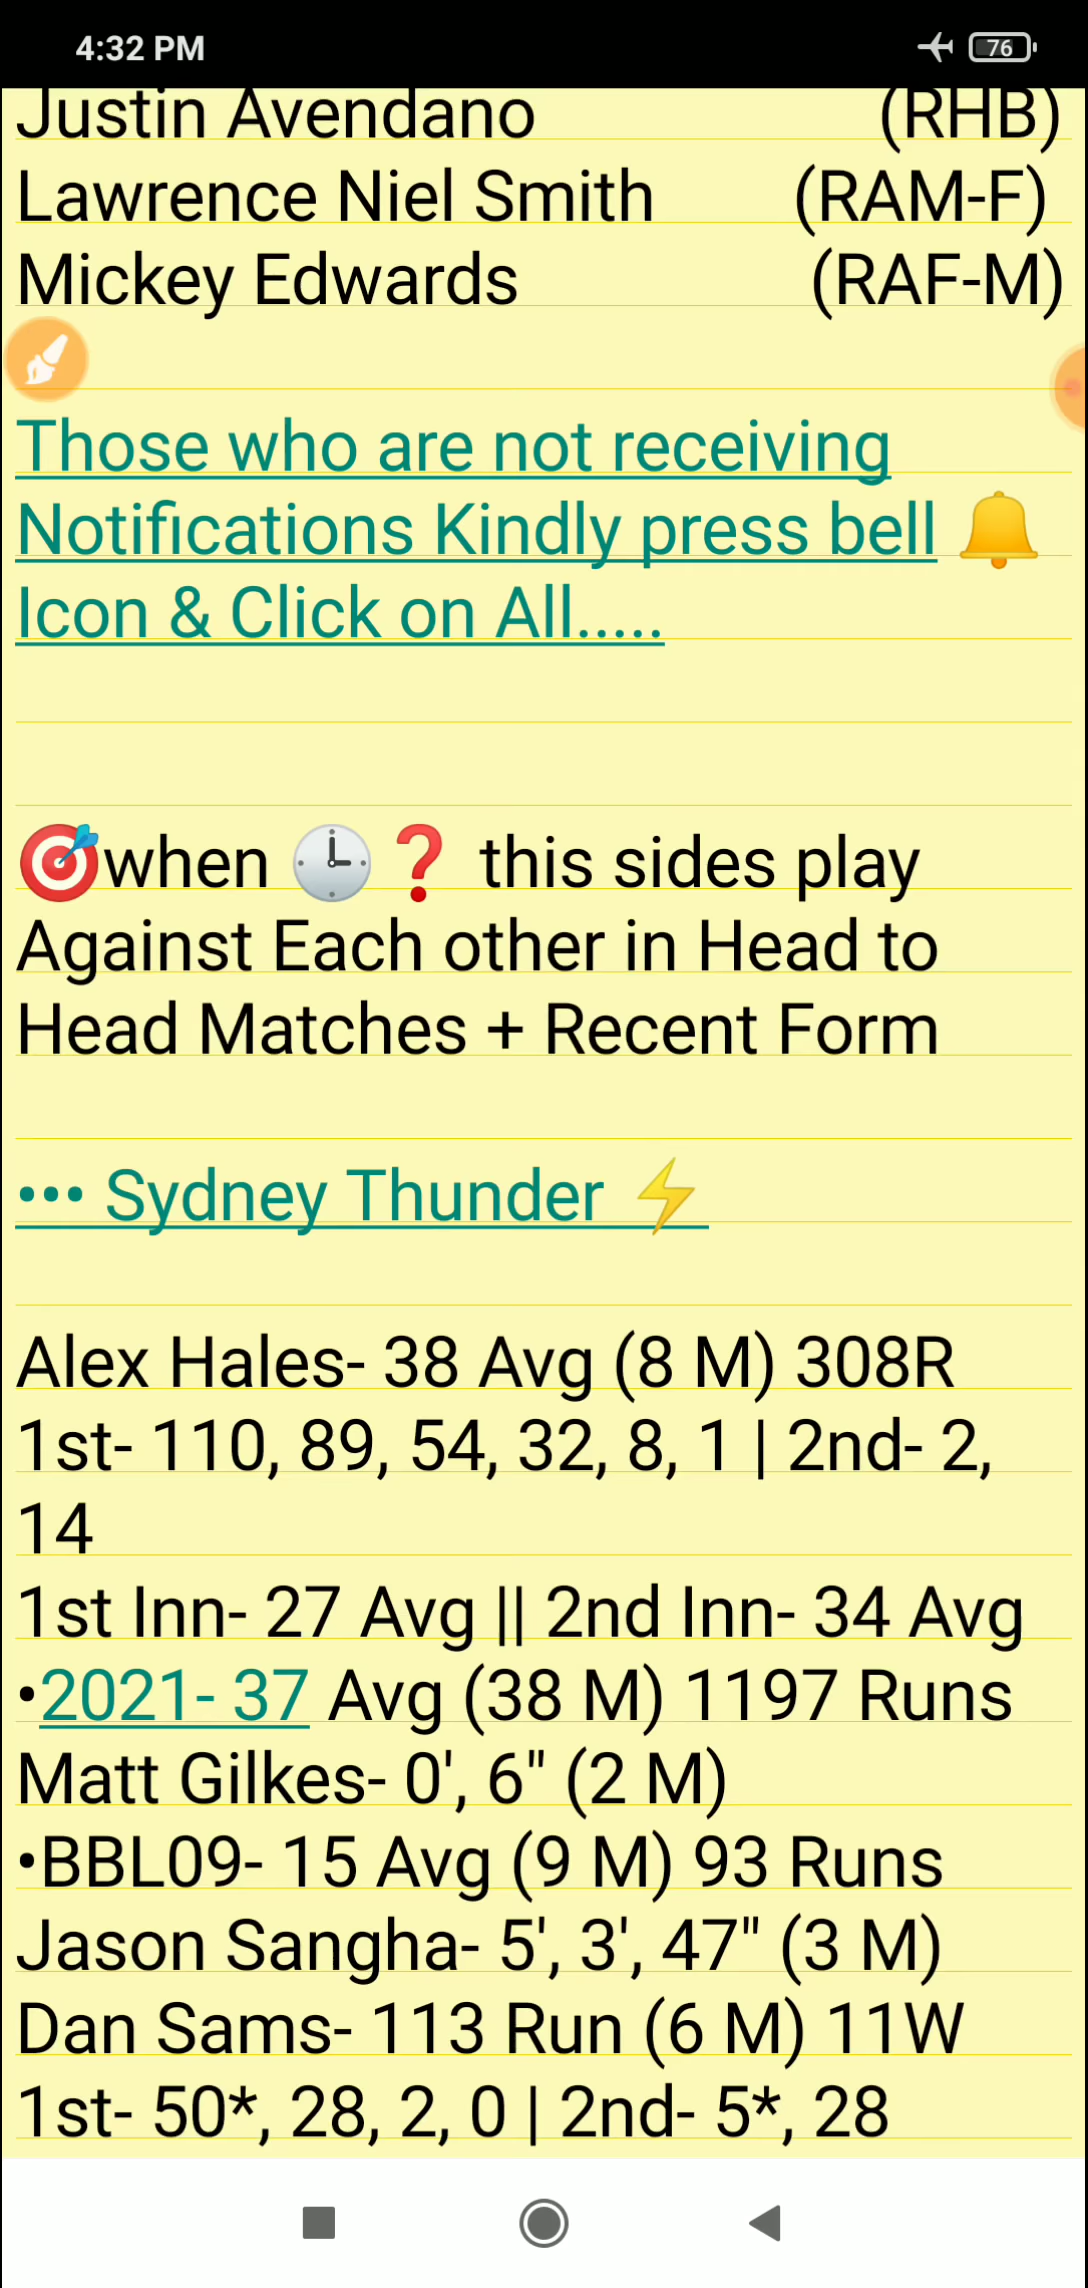 4:32 PM 76
Justin Avendano (RHB)
Lawrence Niel Smith (RAM-F)
Mickey Edwards (RAF-M)
Those who are not receiving
Notifications Kindly press bell 🔔
Icon & Click on All.....
🎯when 🕒❓ this sides play
Against Each other in Head to
Head Matches + Recent Form
••• Sydney Thunder ⚡
Alex Hales- 38 Avg (8 M) 308R
1st- 110, 89, 54, 32, 8, 1 | 2nd- 2,
14
1st Inn- 27 Avg || 2nd Inn- 34 Avg
•2021- 37 Avg (38 M) 1197 Runs
Matt Gilkes- 0', 6" (2 M)
•BBL09- 15 Avg (9 M) 93 Runs
Jason Sangha- 5', 3', 47" (3 M)
Dan Sams- 113 Run (6 M) 11W
1st- 50*, 28, 2, 0 | 2nd- 5*, 28